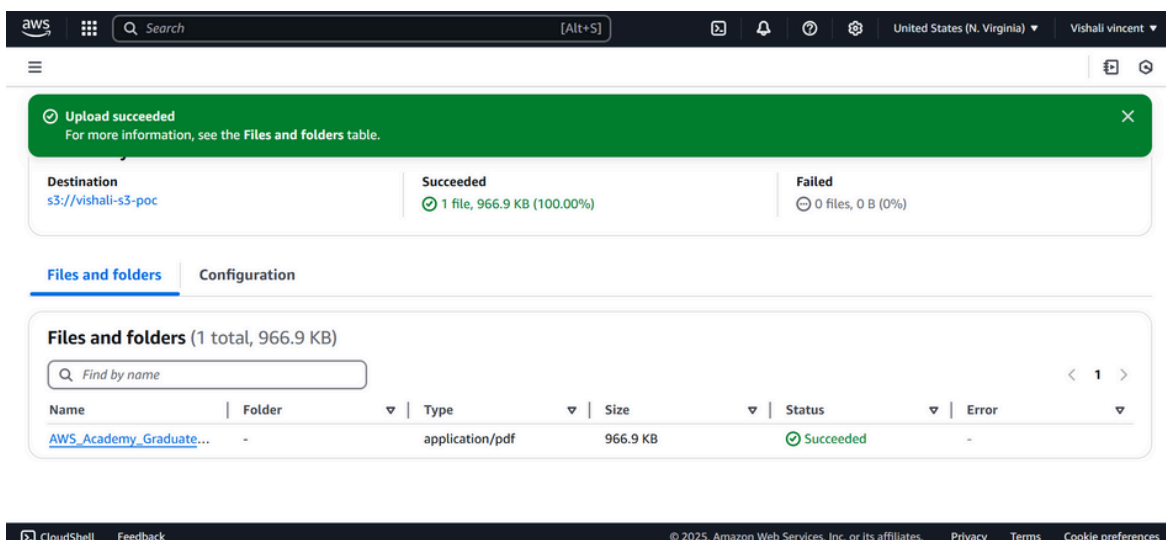 aws Search [Alt+S] United States (N. Virginia) ▼ Vishali vincent ▼
Upload succeeded
For more information, see the Files and folders table.
Destination Succeeded Failed
s3://vishali-s3-poc 1 file, 966.9 KB (100.00%) 0 files, 0 B (0%)
Files and folders Configuration
Files and folders (1 total, 966.9 KB)
Find by name < 1 >
Name Folder Type Size Status Error
AWS_Academy_Graduate... - application/pdf 966.9 KB Succeeded -
CloudShell Feedback © 2025, Amazon Web Services, Inc. or its affiliates. Privacy Terms Cookie preferences